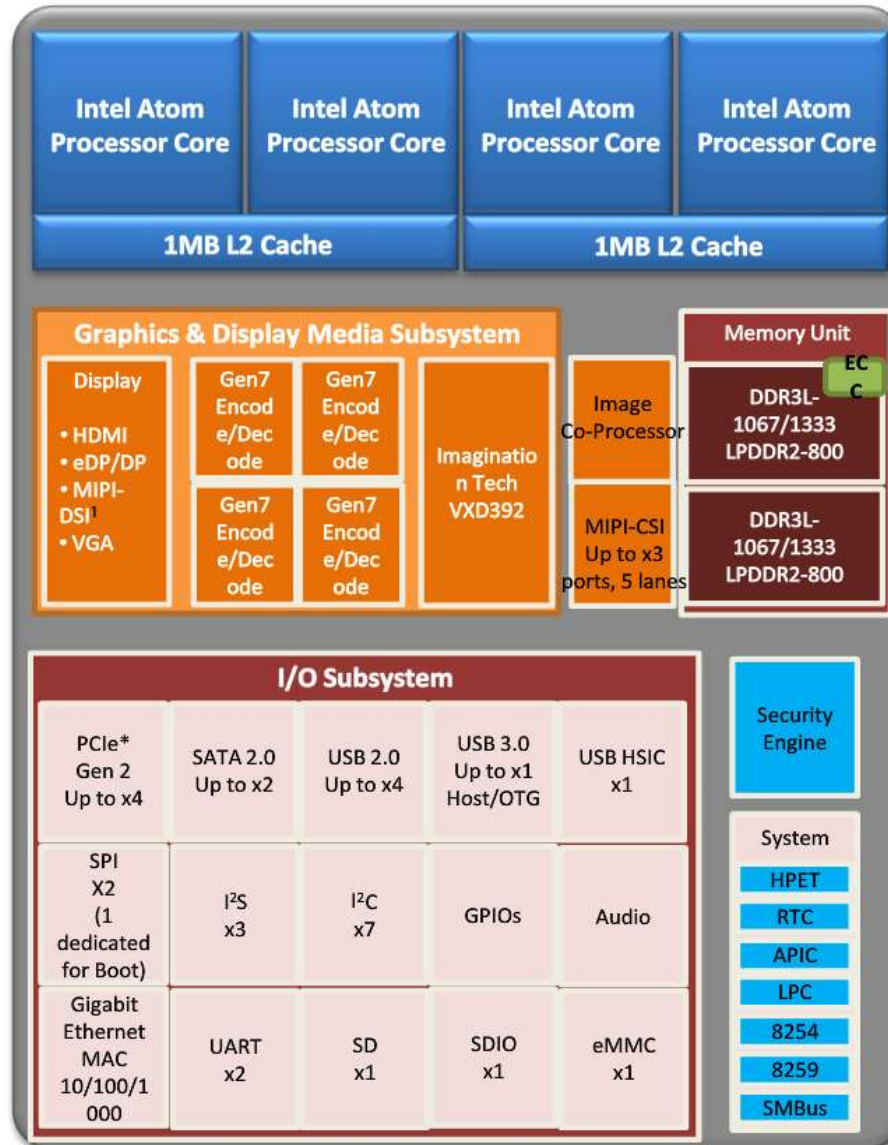 Intel Atom
Processor Core
Intel Atom
Processor Core
Intel Atom
Processor Core
Intel Atom
Processor Core
1MB L2 Cache
1MB L2 Cache
Graphics & Display Media Subsystem
Display
• HDMI
• eDP/DP
• MIPI-
DSI¹
• VGA
Gen7
Encod
e/Dec
ode
Gen7
Encod
e/Dec
ode
Gen7
Encod
e/Dec
ode
Gen7
Encod
e/Dec
ode
Imaginatio
n Tech
VXD392
Image
Co-Processor
MIPI-CSI
Up to x3
ports, 5 lanes
Memory Unit
EC
C
DDR3L-
1067/1333
LPDDR2-800
DDR3L-
1067/1333
LPDDR2-800
I/O Subsystem
PCIe*
Gen 2
Up to x4
SATA 2.0
Up to x2
USB 2.0
Up to x4
USB 3.0
Up to x1
Host/OTG
USB HSIC
x1
SPI
X2
(1
dedicated
for Boot)
I²S
x3
I²C
x7
GPIOs
Audio
Gigabit
Ethernet
MAC
10/100/1
000
UART
x2
SD
x1
SDIO
x1
eMMC
x1
Security
Engine
System
HPET
RTC
APIC
LPC
8254
8259
SMBus